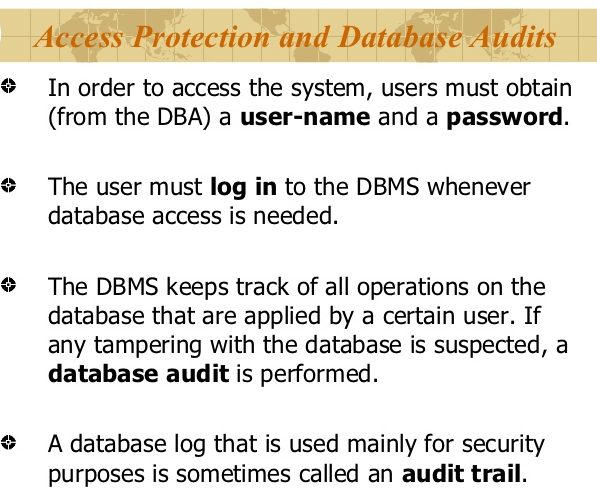 Access Protection and Database Audits
In order to access the system, users must obtain
(from the DBA) a user-name and a password.
The user must log in to the DBMS whenever
database access is needed.
The DBMS keeps track of all operations on the
database that are applied by a certain user. If
any tampering with the database is suspected, a
database audit is performed.
A database log that is used mainly for security
purposes is sometimes called an audit trail.